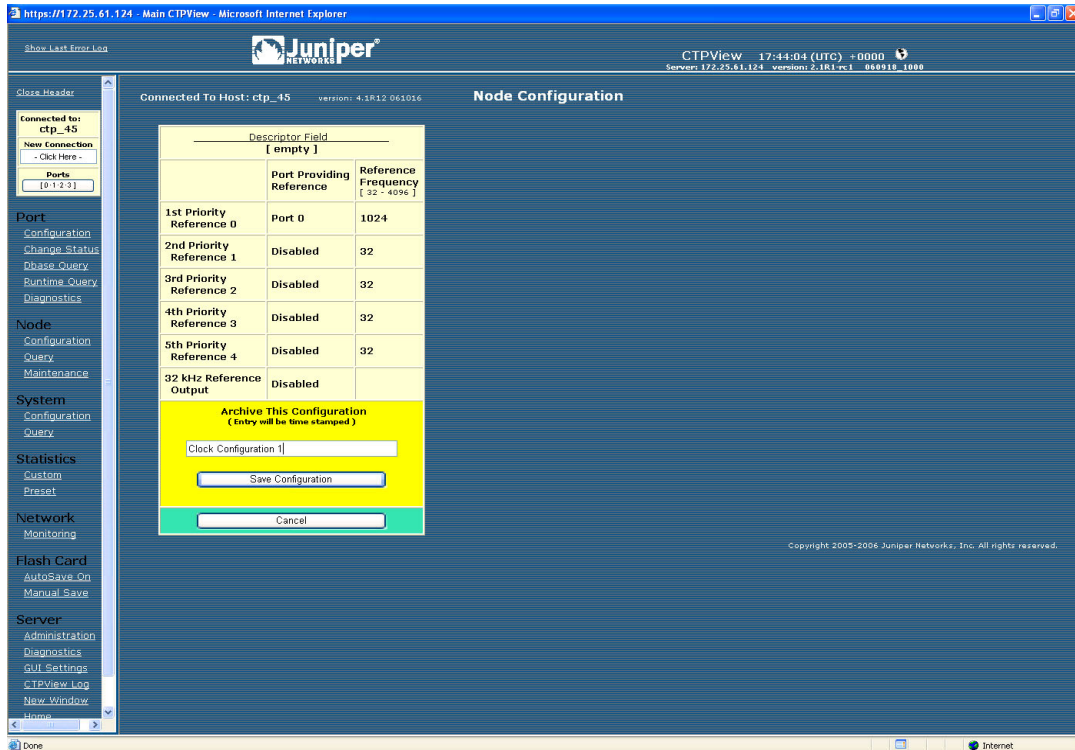 https://172.25.61.124 - Main CTPView - Microsoft Internet Explorer
Show Last Error Log
Juniper®
NETWORKS
CTPView 17:44:04 (UTC) +0000
Server: 172.25.61.124 version: 2.1R1-rc1 060918_1000
Close Header
Connected to:
ctp_45
New Connection
- Click Here -
Ports
[0-1-2-3]
Port
Configuration
Change Status
Dbase Query
Runtime Query
Diagnostics
Node
Configuration
Query
Maintenance
System
Configuration
Query
Statistics
Custom
Preset
Network
Monitoring
Flash Card
AutoSave On
Manual Save
Server
Administration
Diagnostics
GUI Settings
CTPView Log
New Window
Home
Connected To Host: ctp_45 version: 4.1R12 061016 Node Configuration
Descriptor Field
[ empty ]
Port Providing Reference
Reference Frequency
[ 32 - 4096 ]
1st Priority Reference 0 Port 0 1024
2nd Priority Reference 1 Disabled 32
3rd Priority Reference 2 Disabled 32
4th Priority Reference 3 Disabled 32
5th Priority Reference 4 Disabled 32
32 kHz Reference Output Disabled
Archive This Configuration
( Entry will be time stamped )
Clock Configuration 1
Save Configuration
Cancel
Copyright 2005-2006 Juniper Networks, Inc. All rights reserved.
Done
Internet